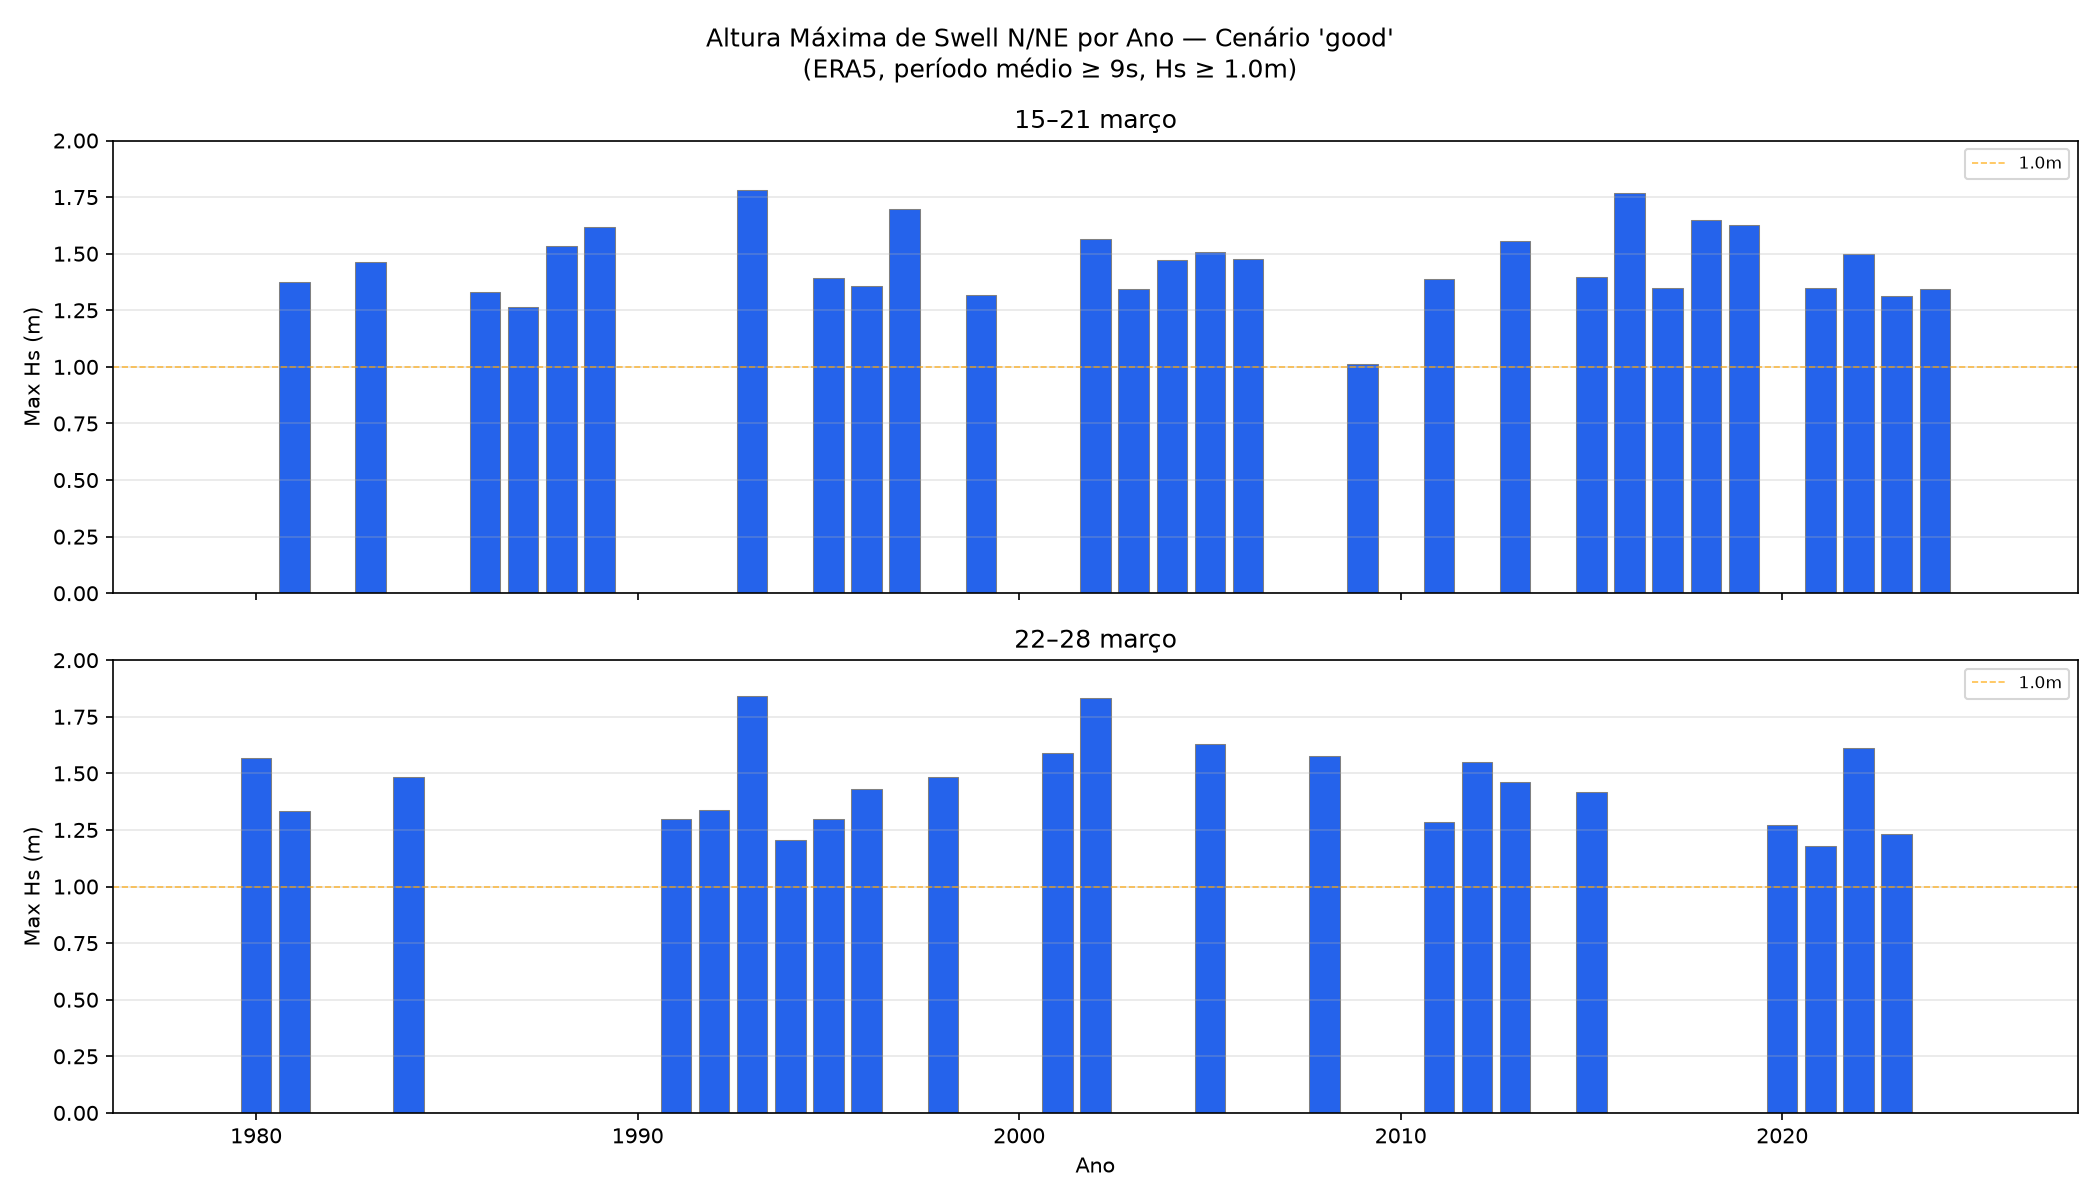 Altura Máxima de Swell N/NE por Ano — Cenário 'good'
(ERA5, período médio ≥ 9s, Hs ≥ 1.0m)
15–21 março
2.00
1.75
1.50
1.25
1.00
0.75
0.50
0.25
0.00
Max Hs (m)
1.0m
22–28 março
2.00
1.75
1.50
1.25
1.00
0.75
0.50
0.25
0.00
Max Hs (m)
1.0m
1980 1990 2000 2010 2020
Ano